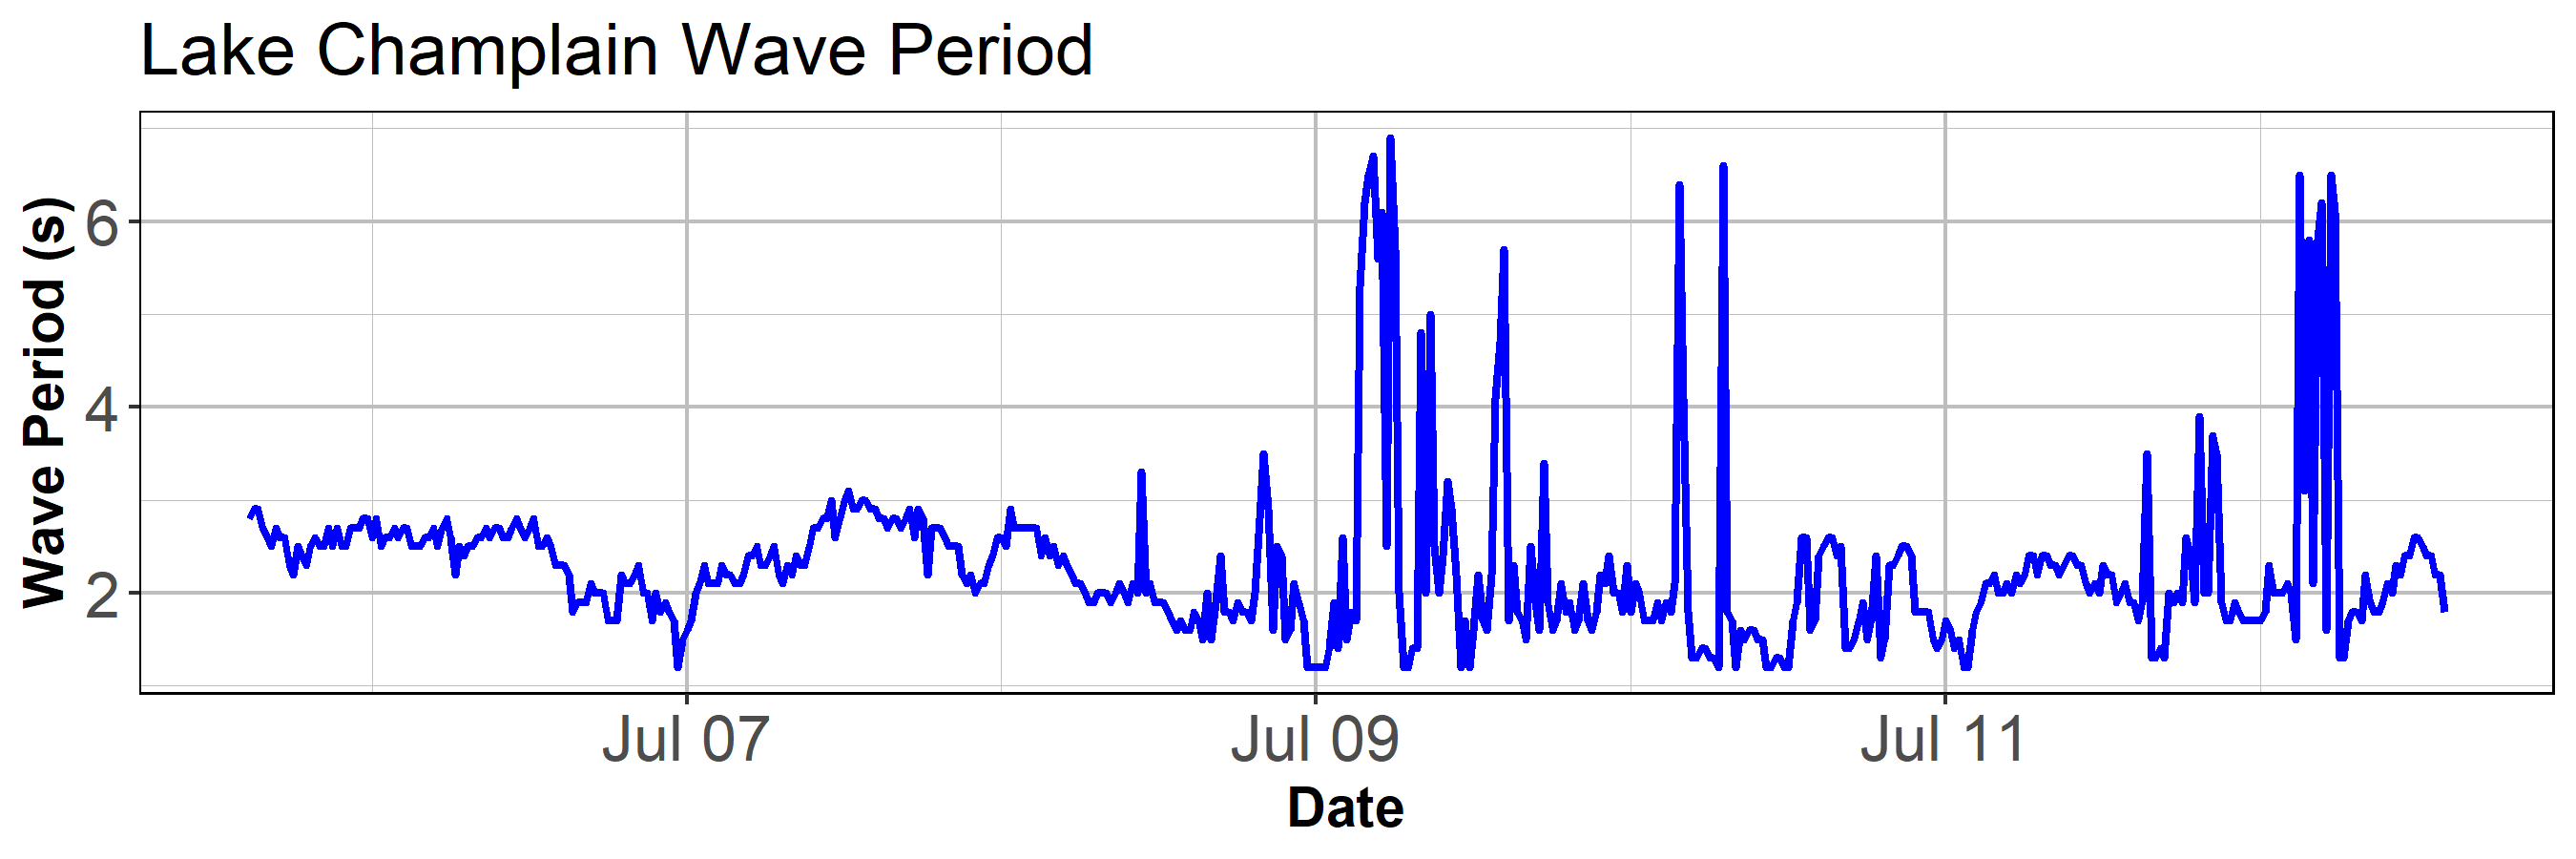 Lake Champlain Wave Period
Wave Period (s)
6
4
2
Jul 07
Jul 09
Jul 11
Date